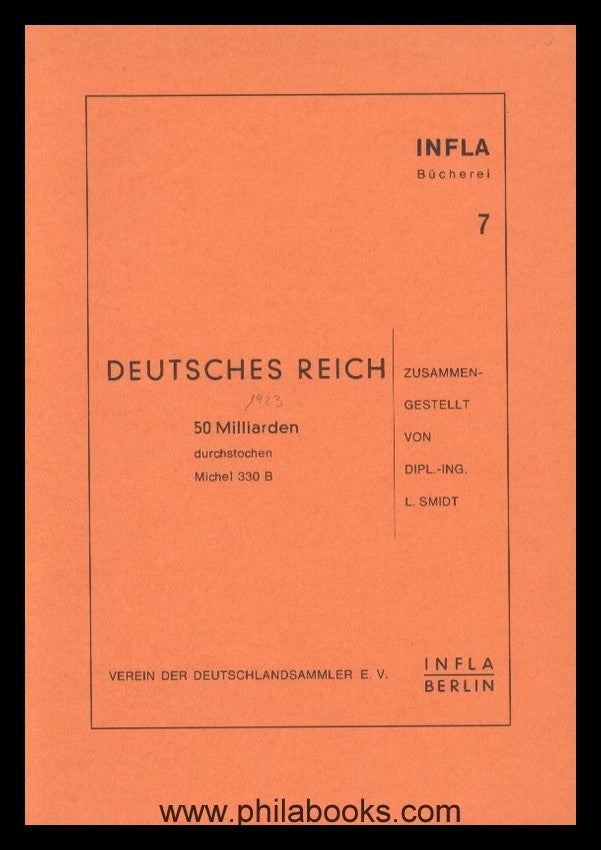 INFLA
Bücherei
7
DEUTSCHES REICH
1923
50 Milliarden
durchstochen
Michel 330 B
ZUSAMMEN-
GESTELLT
VON
DIPL.-ING.
L. SMIDT
VEREIN DER DEUTSCHLANDSAMMLER E. V.
INFLA
BERLIN
www.philabooks.com